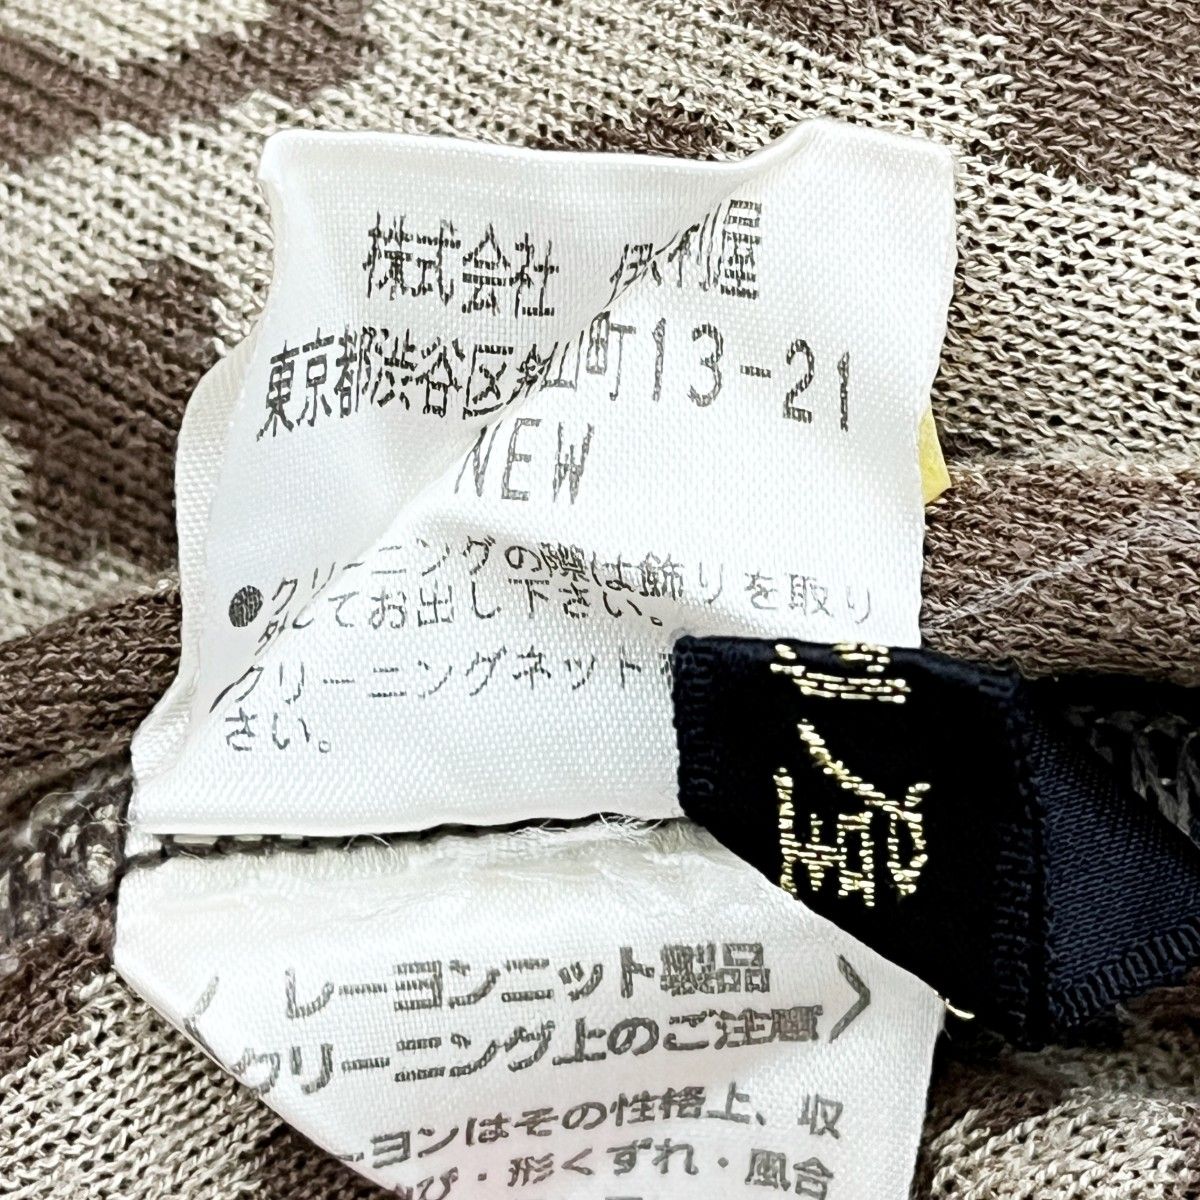 株式会社 伊利屋
東京都渋谷区鉢山町13-21
NEW
●クリーニングの際は飾りを取り
外してお出し下さい。
クリーニングネット
さい。
〈 レーヨンニット製品
クリーニング上のご注意 〉
ーヨンはその性格上、収
び・形くずれ・風合